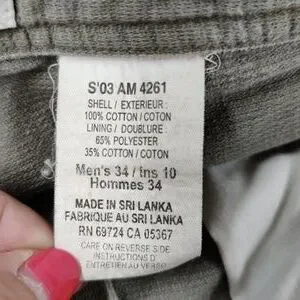 S'03 AM 4261
SHELL / EXTERIEUR :
100% COTTON / COTON
LINING / DOUBLURE :
65% POLYESTER
35% COTON / COTON
Men's 34 / Ins 10
Hommes 34
MADE IN SRI LANKA
FABRIQUE AU SRI LANKA
RN 69724 CA 05367
CARE ON REVERSE SIDE
INSTRUCTIONS D
ENTRETIEN AU VERSO